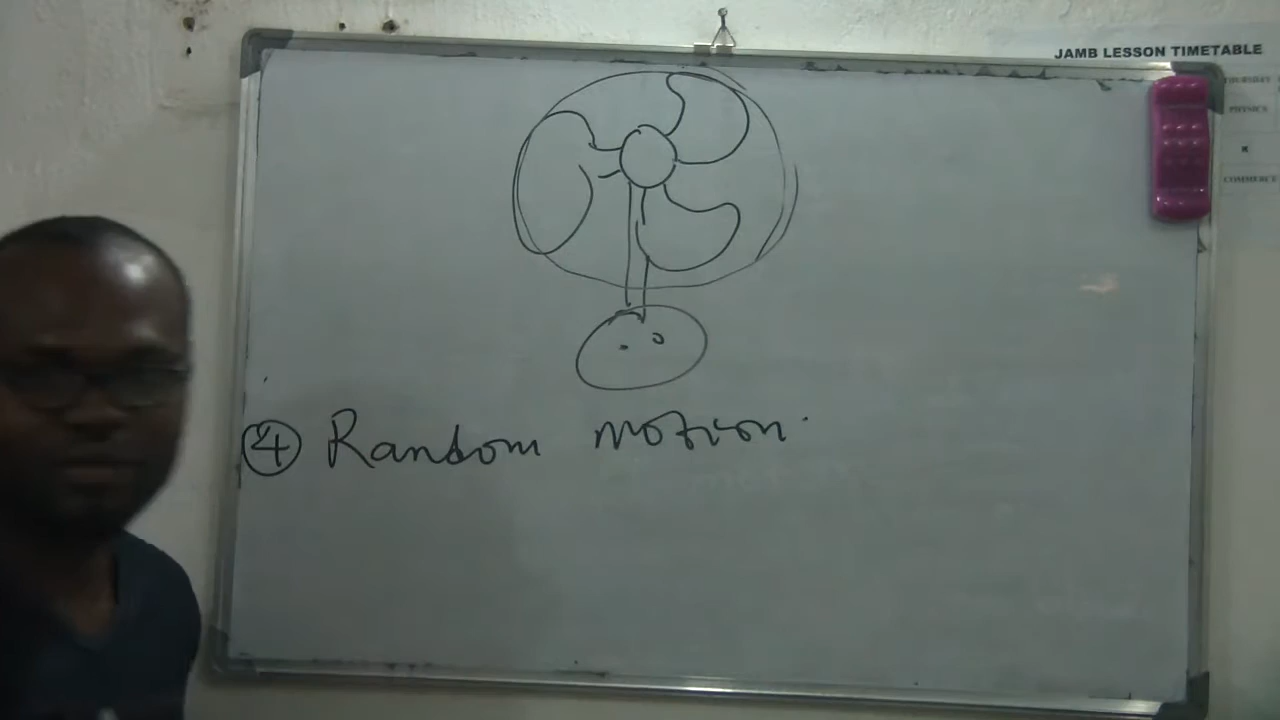 JAMB LESSON TIMETABLE
THURSDAY
PHYSICS
COMMERCE
④ Random motion.